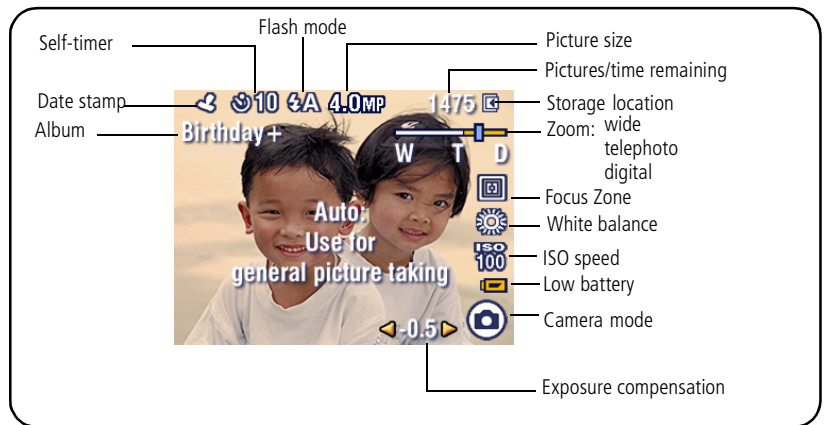 Self-timer
Flash mode
Picture size
Pictures/time remaining
Date stamp
Storage location
Album
Zoom: wide
telephoto
digital
Focus Zone
White balance
ISO speed
Low battery
Camera mode
Exposure compensation
10 A 4.0MP 1475
Birthday+
W T D
Auto:
Use for
general picture taking
ISO
100
-0.5